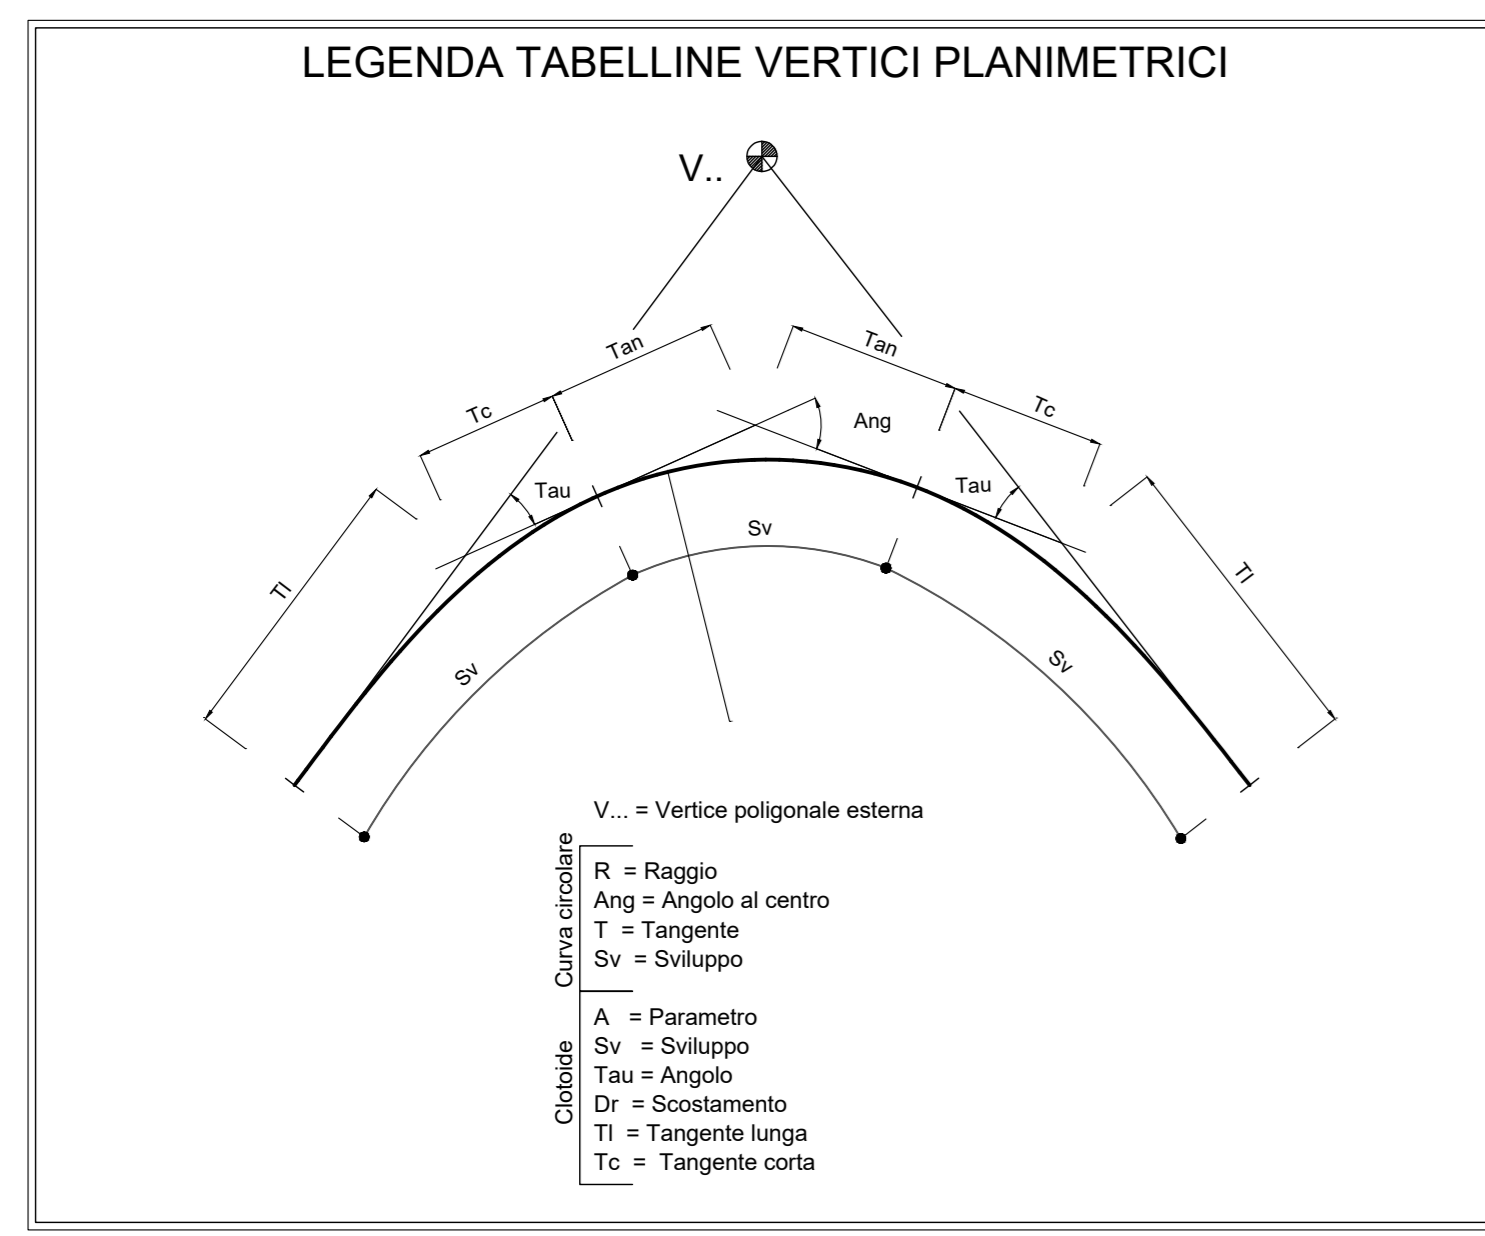 LEGENDA TABELLINE VERTICI PLANIMETRICI
V..
Tan
Tan
Tc
Tc
Ang
Tau
Tau
Sv
Tl
Tl
Sv
Sv
V... = Vertice poligonale esterna
Curva circolare
R = Raggio
Ang = Angolo al centro
T = Tangente
Sv = Sviluppo
Clotoide
A = Parametro
Sv = Sviluppo
Tau = Angolo
Dr = Scostamento
Tl = Tangente lunga
Tc = Tangente corta